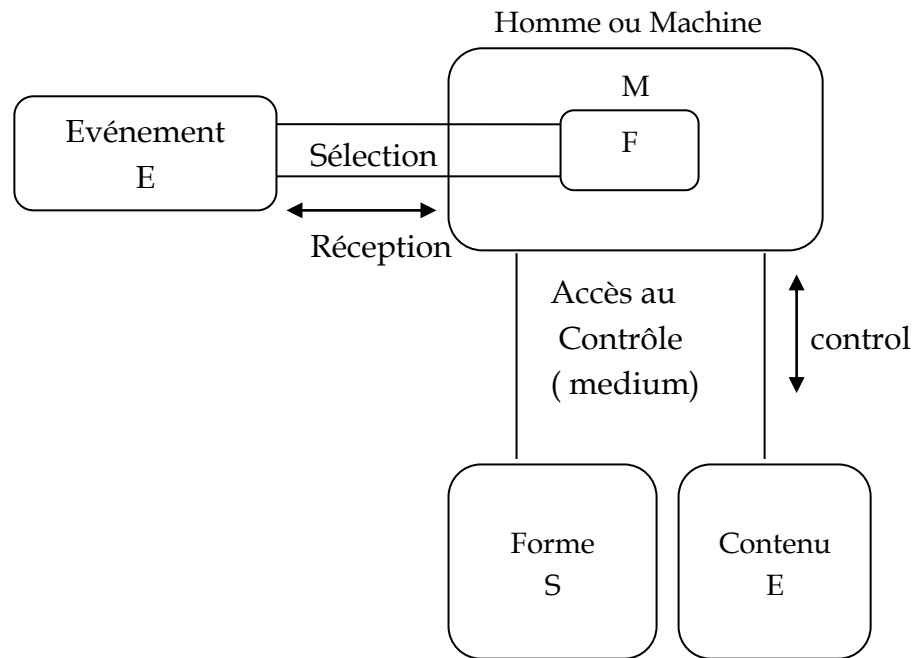 Homme ou Machine
M
F
Evénement
E
Sélection
Réception
Accès au
Contrôle
( medium)
control
Forme
S
Contenu
E